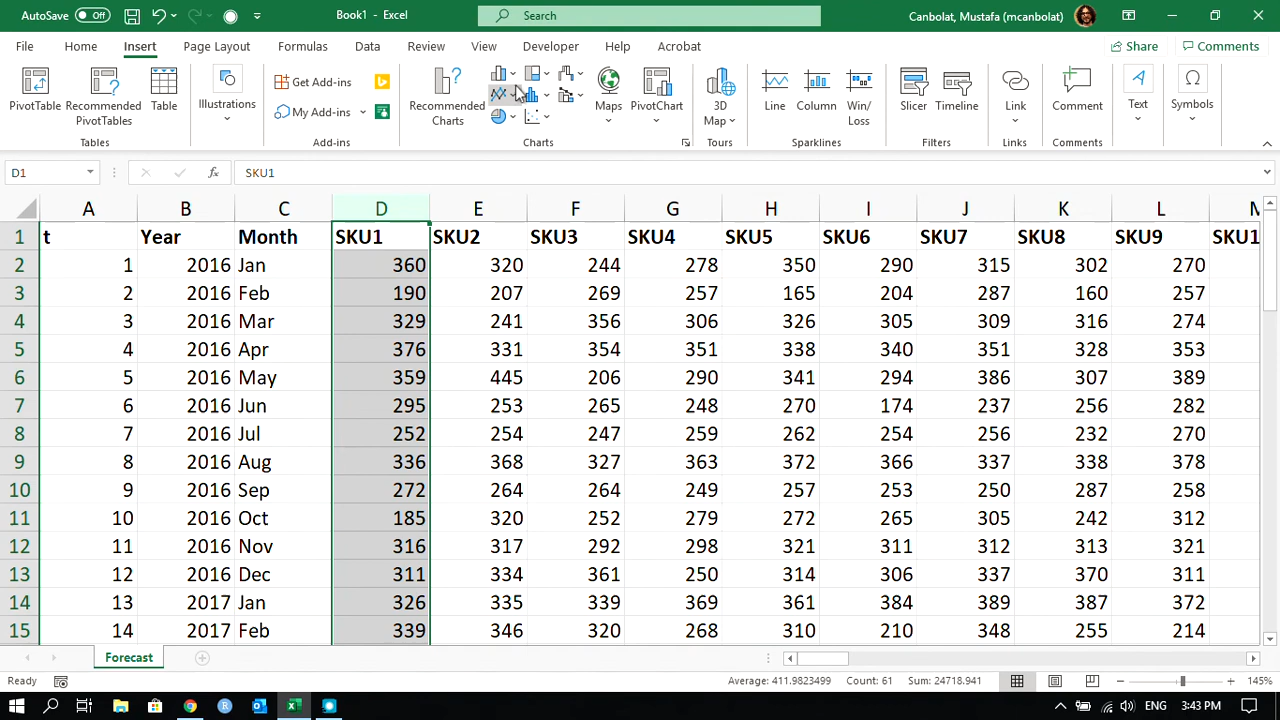 AutoSave Off Book1 - Excel Search Canbolat, Mustafa (mcanbolat)
File Home Insert Page Layout Formulas Data Review View Developer Help Acrobat Share Comments
PivotTable Recommended PivotTables Table Illustrations Get Add-ins My Add-ins Recommended Charts Maps PivotChart 3D Map Line Column Win/ Loss Slicer Timeline Link Comment Text Symbols
Tables Add-ins Charts Tours Sparklines Filters Links Comments
D1 fx SKU1
A B C D E F G H I J K L M
1 t Year Month SKU1 SKU2 SKU3 SKU4 SKU5 SKU6 SKU7 SKU8 SKU9 SKU1
2 1 2016 Jan 360 320 244 278 350 290 315 302 270
3 2 2016 Feb 190 207 269 257 165 204 287 160 257
4 3 2016 Mar 329 241 356 306 326 305 309 316 274
5 4 2016 Apr 376 331 354 351 338 340 351 328 353
6 5 2016 May 359 445 206 290 341 294 386 307 389
7 6 2016 Jun 295 253 265 248 270 174 237 256 282
8 7 2016 Jul 252 254 247 259 262 254 256 232 270
9 8 2016 Aug 336 368 327 363 372 366 337 338 378
10 9 2016 Sep 272 264 264 249 257 253 250 287 258
11 10 2016 Oct 185 320 252 279 272 265 305 242 312
12 11 2016 Nov 316 317 292 298 321 311 312 313 321
13 12 2016 Dec 311 334 361 250 314 306 337 370 311
14 13 2017 Jan 326 335 339 369 361 384 389 387 372
15 14 2017 Feb 339 346 320 268 310 210 348 255 214
Forecast
Ready Average: 411.9823499 Count: 61 Sum: 24718.941 145%
ENG 3:43 PM